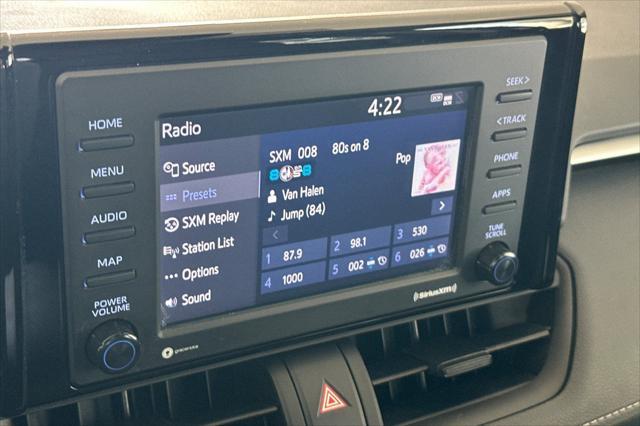 HOME
MENU
AUDIO
MAP
POWER
VOLUME
4:22
Radio
Source
Presets
SXM Replay
Station List
Options
Sound
SXM 008 80s on 8
Pop
Van Halen
Jump (84)
<
>
1 87.9
2 98.1
3 530
4 1000
5 002
6 026
SEEK >
< TRACK
PHONE
APPS
TUNE
SCROLL
gracenote
SiriusXM